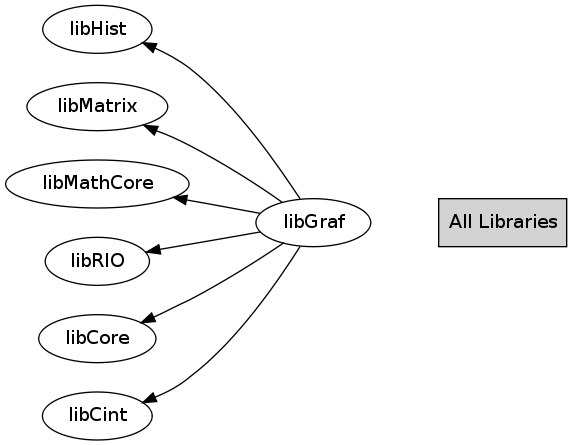 libHist
libMatrix
libMathCore
libGraf
All Libraries
libRIO
libCore
libCint